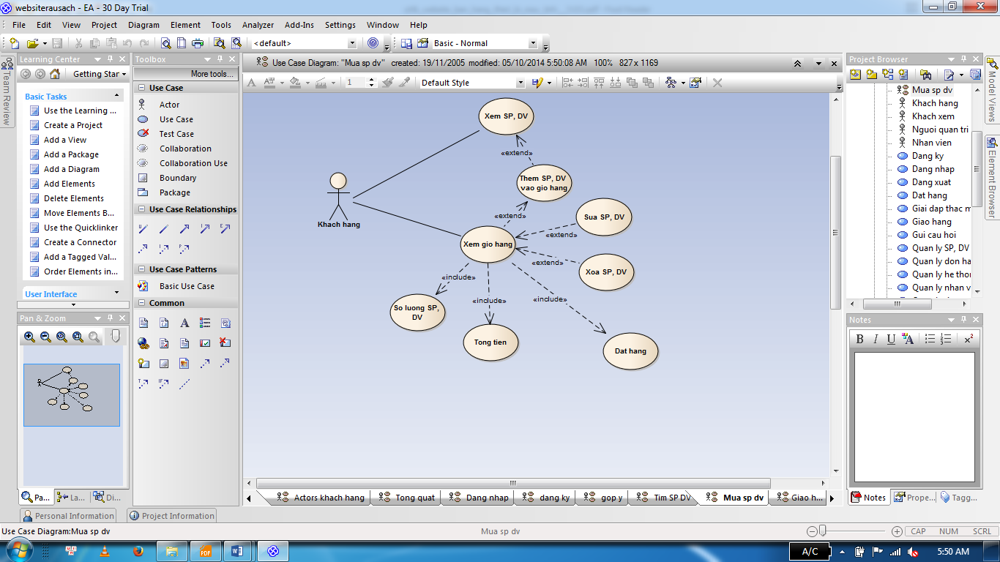 websiterausach - EA - 30 Day Trial
File Edit View Project Diagram Element Tools Analyzer Add-Ins Settings Window Help
<default> Basic - Normal
Team Review
Learning Center
Getting Star
Basic Tasks
Use the Learning ...
Create a Project
Add a View
Add a Package
Add a Diagram
Add Elements
Delete Elements
Move Elements B...
Use the Quicklinker
Create a Connector
Add a Tagged Val...
Order Elements in...
User Interface
Pan & Zoom
Pa... La... Di...
Toolbox
More tools...
Use Case
Actor
Use Case
Test Case
Collaboration
Collaboration Use
Boundary
Package
Use Case Relationships
Use Case Patterns
Basic Use Case
Common
Use Case Diagram: "Mua sp dv" created: 19/11/2005 modified: 05/10/2014 5:50:08 AM 100% 827 x 1169
1 Default Style
Xem SP, DV
«extend»
Them SP, DV
vao gio hang
Khach hang
«extend»
Sua SP, DV
«extend»
Xem gio hang
«extend»
Xoa SP, DV
«include»
«include»
«include»
So luong SP,
DV
Tong tien
Dat hang
Actors khach hang Tong quat Dang nhap dang ky gop y Tim SP DV Mua sp dv Giao h...
Project Browser
Mua sp dv
Khach hang
Khach xem
Nguoi quan tri
Nhan vien
Dang ky
Dang nhap
Dang xuat
Dat hang
Giai dap thac m
Giao hang
Gui cau hoi
Quan ly SP, DV
Quan ly don ha
Quan ly he thor
Quan ly nhan v
Notes
B I U A x²
Notes Prope... Tagg...
Model Views
Element Browser
Personal Information Project Information
Use Case Diagram:Mua sp dv Mua sp dv CAP NUM SCRL
A/C 5:50 AM